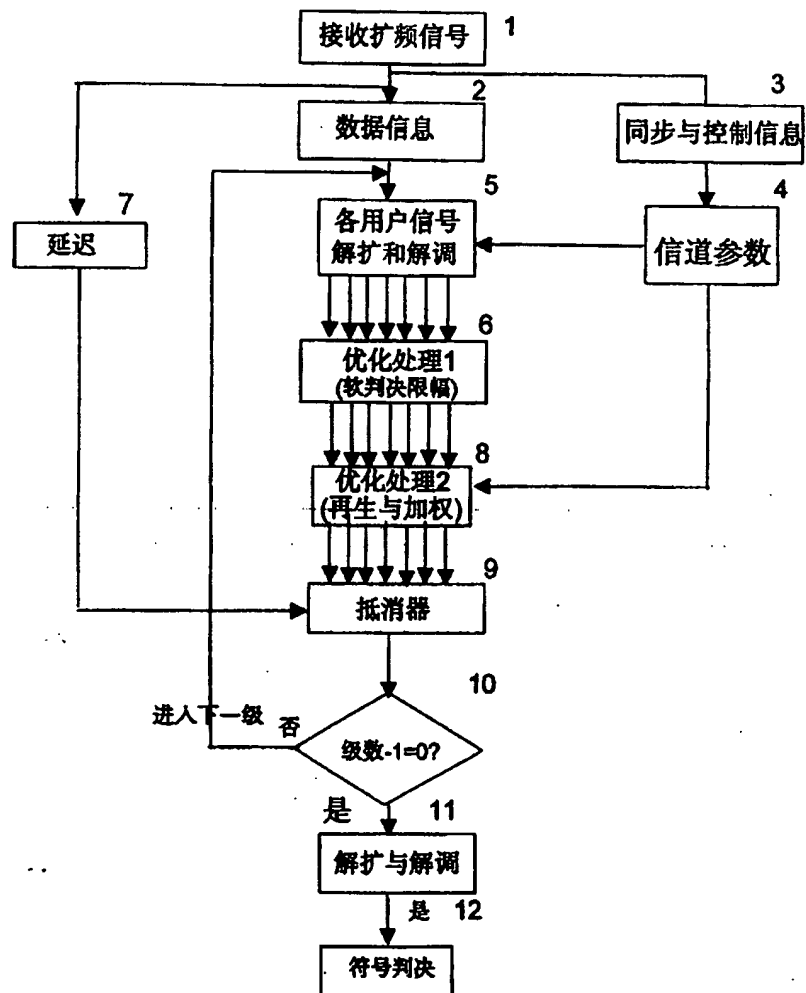 接收扩频信号
1
2
3
数据信息
同步与控制信息
7
5
4
延迟
各用户信号
解扩和解调
信道参数
6
优化处理1
(软判决限幅)
8
优化处理2
(再生与加权)
9
抵消器
10
进入下一级
否
级数-1=0?
是
11
解扩与解调
是
12
符号判决